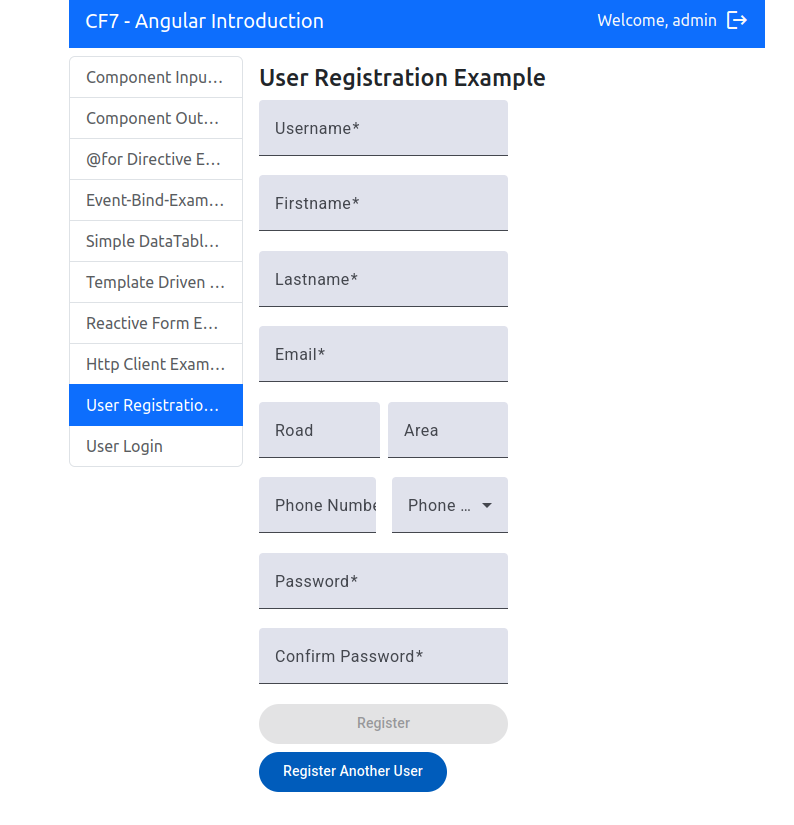 CF7 - Angular Introduction
Welcome, admin
Component Inpu…
Component Out…
@for Directive E…
Event-Bind-Exam…
Simple DataTabl…
Template Driven …
Reactive Form E…
Http Client Exam…
User Registratio…
User Login
User Registration Example
Username*
Firstname*
Lastname*
Email*
Road
Area
Phone Numbe
Phone ...
Password*
Confirm Password*
Register
Register Another User